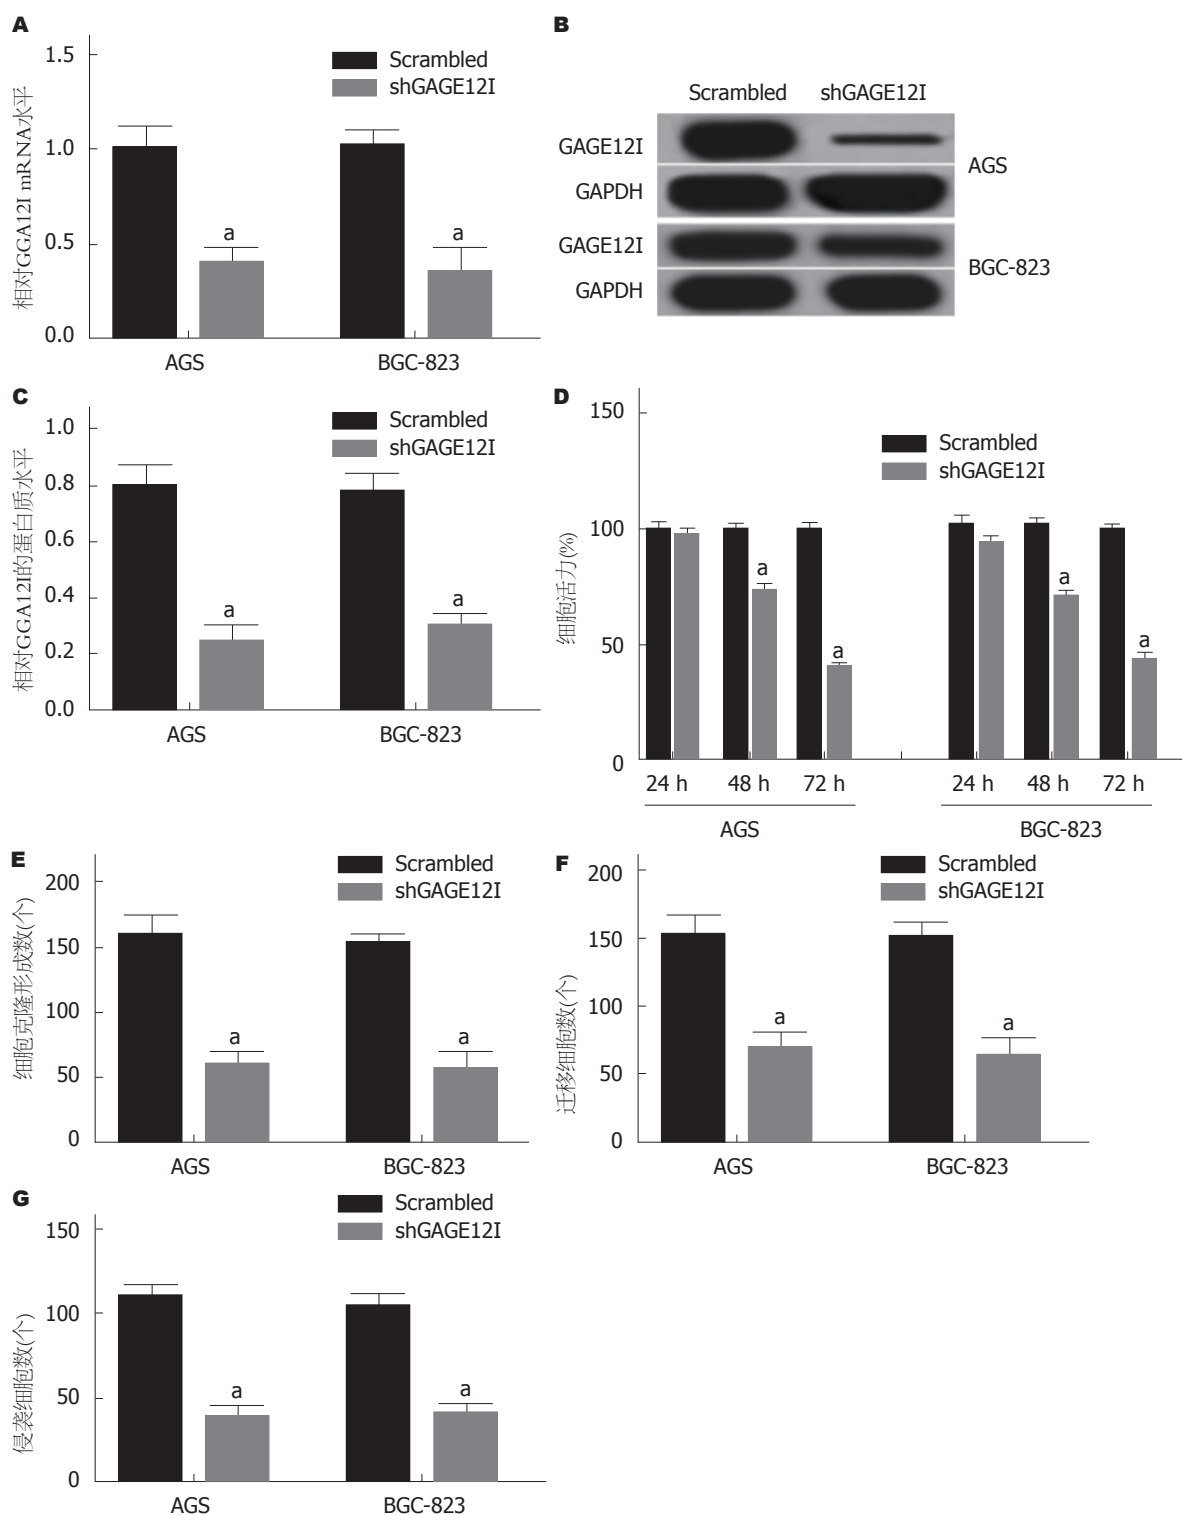 A
相对GGA12I mRNA水平
1.5
1.0
0.5
0.0
Scrambled
shGAGE12I
a
a
AGS
BGC-823
B
Scrambled
shGAGE12I
GAGE12I
GAPDH
AGS
GAGE12I
GAPDH
BGC-823
C
相对GGA12I的蛋白质水平
1.0
0.8
0.6
0.4
0.2
0.0
Scrambled
shGAGE12I
a
a
AGS
BGC-823
D
细胞活力(%)
150
100
50
0
Scrambled
shGAGE12I
a
a
a
a
24 h
48 h
72 h
24 h
48 h
72 h
AGS
BGC-823
E
细胞克隆形成数(个)
200
150
100
50
0
Scrambled
shGAGE12I
a
a
AGS
BGC-823
F
迁移细胞数(个)
200
150
100
50
0
Scrambled
shGAGE12I
a
a
AGS
BGC-823
G
侵袭细胞数(个)
150
100
50
0
Scrambled
shGAGE12I
a
a
AGS
BGC-823